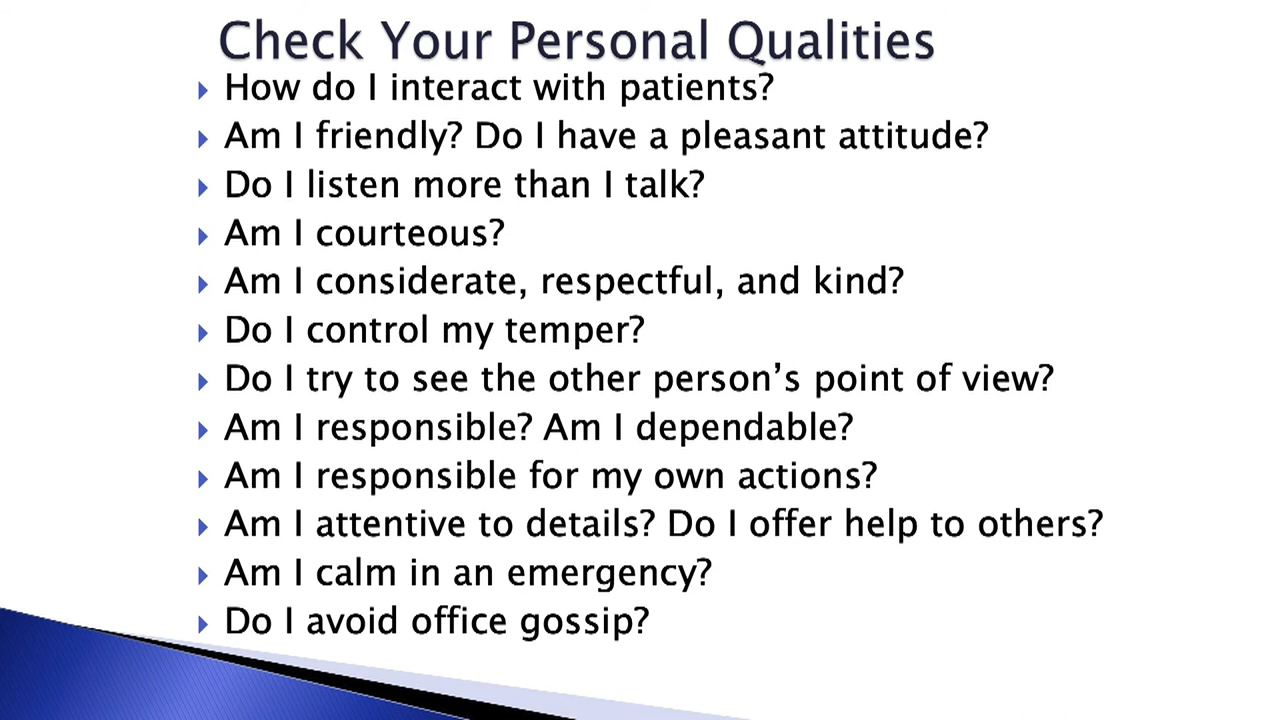 Check Your Personal Qualities
How do I interact with patients?
Am I friendly? Do I have a pleasant attitude?
Do I listen more than I talk?
Am I courteous?
Am I considerate, respectful, and kind?
Do I control my temper?
Do I try to see the other person’s point of view?
Am I responsible? Am I dependable?
Am I responsible for my own actions?
Am I attentive to details? Do I offer help to others?
Am I calm in an emergency?
Do I avoid office gossip?